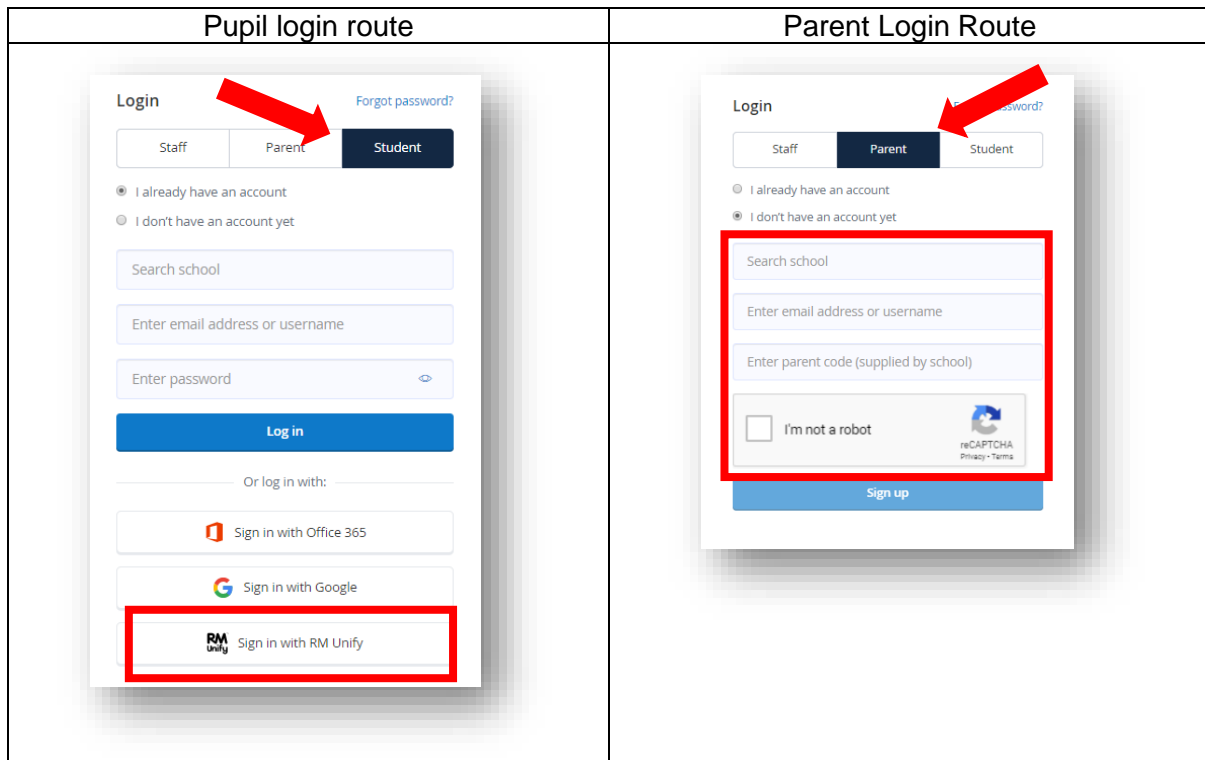 Pupil login route
Login
Forgot password?
Staff Parent Student
I already have an account
I don't have an account yet
Search school
Enter email address or username
Enter password
Log in
Or log in with:
Sign in with Office 365
Sign in with Google
RM Unify Sign in with RM Unify
Parent Login Route
Login
password?
Staff Parent Student
I already have an account
I don't have an account yet
Search school
Enter email address or username
Enter parent code (supplied by school)
I'm not a robot
reCAPTCHA
Privacy - Terms
Sign up